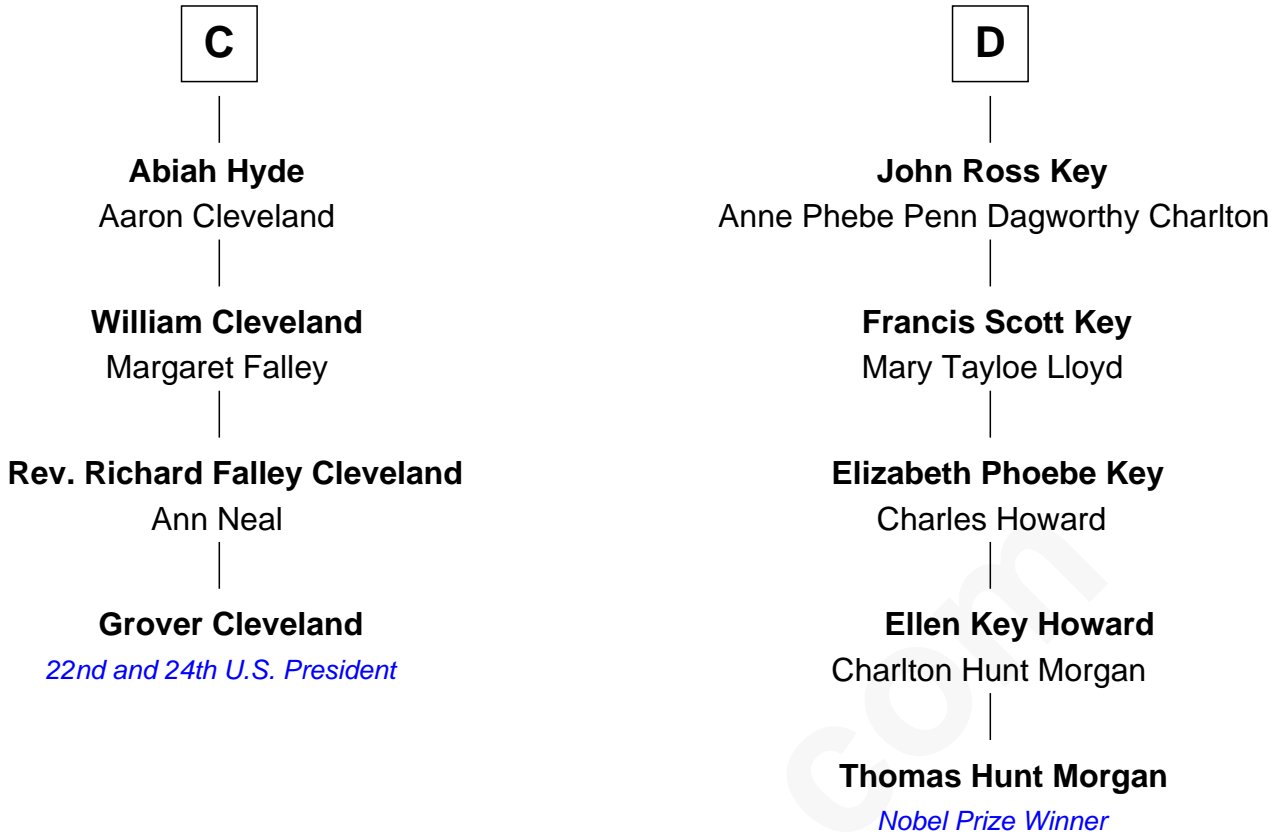 C
Abiah Hyde
Aaron Cleveland
William Cleveland
Margaret Falley
Rev. Richard Falley Cleveland
Ann Neal
Grover Cleveland
22nd and 24th U.S. President
D
John Ross Key
Anne Phebe Penn Dagworthy Charlton
Francis Scott Key
Mary Tayloe Lloyd
Elizabeth Phoebe Key
Charles Howard
Ellen Key Howard
Charlton Hunt Morgan
Thomas Hunt Morgan
Nobel Prize Winner
com